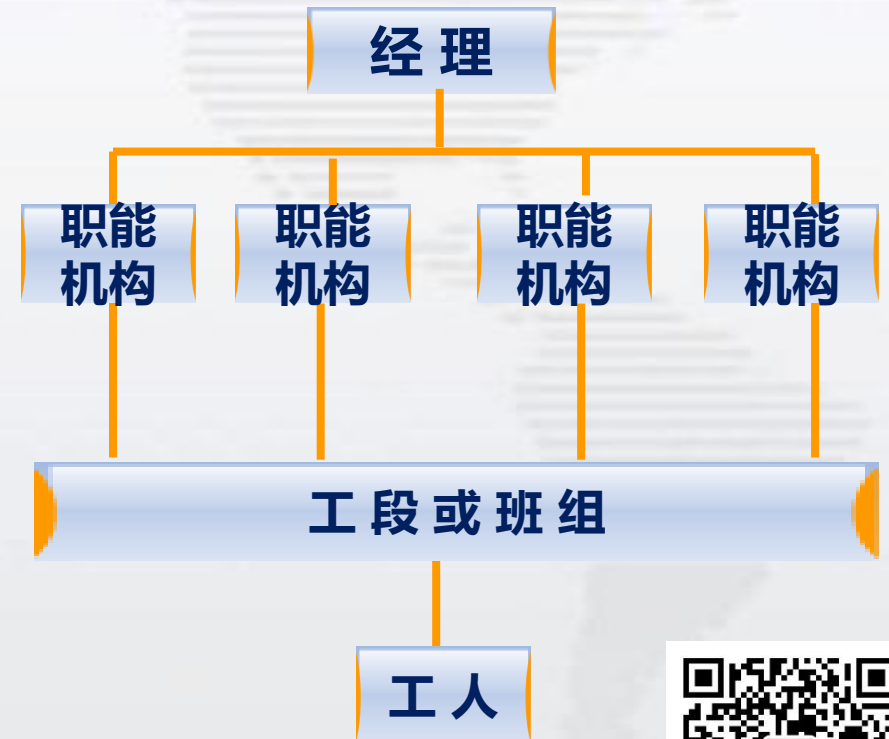 经 理
职能 职能 职能 职能
机构 机构 机构 机构
工 段 或 班 组
工 人